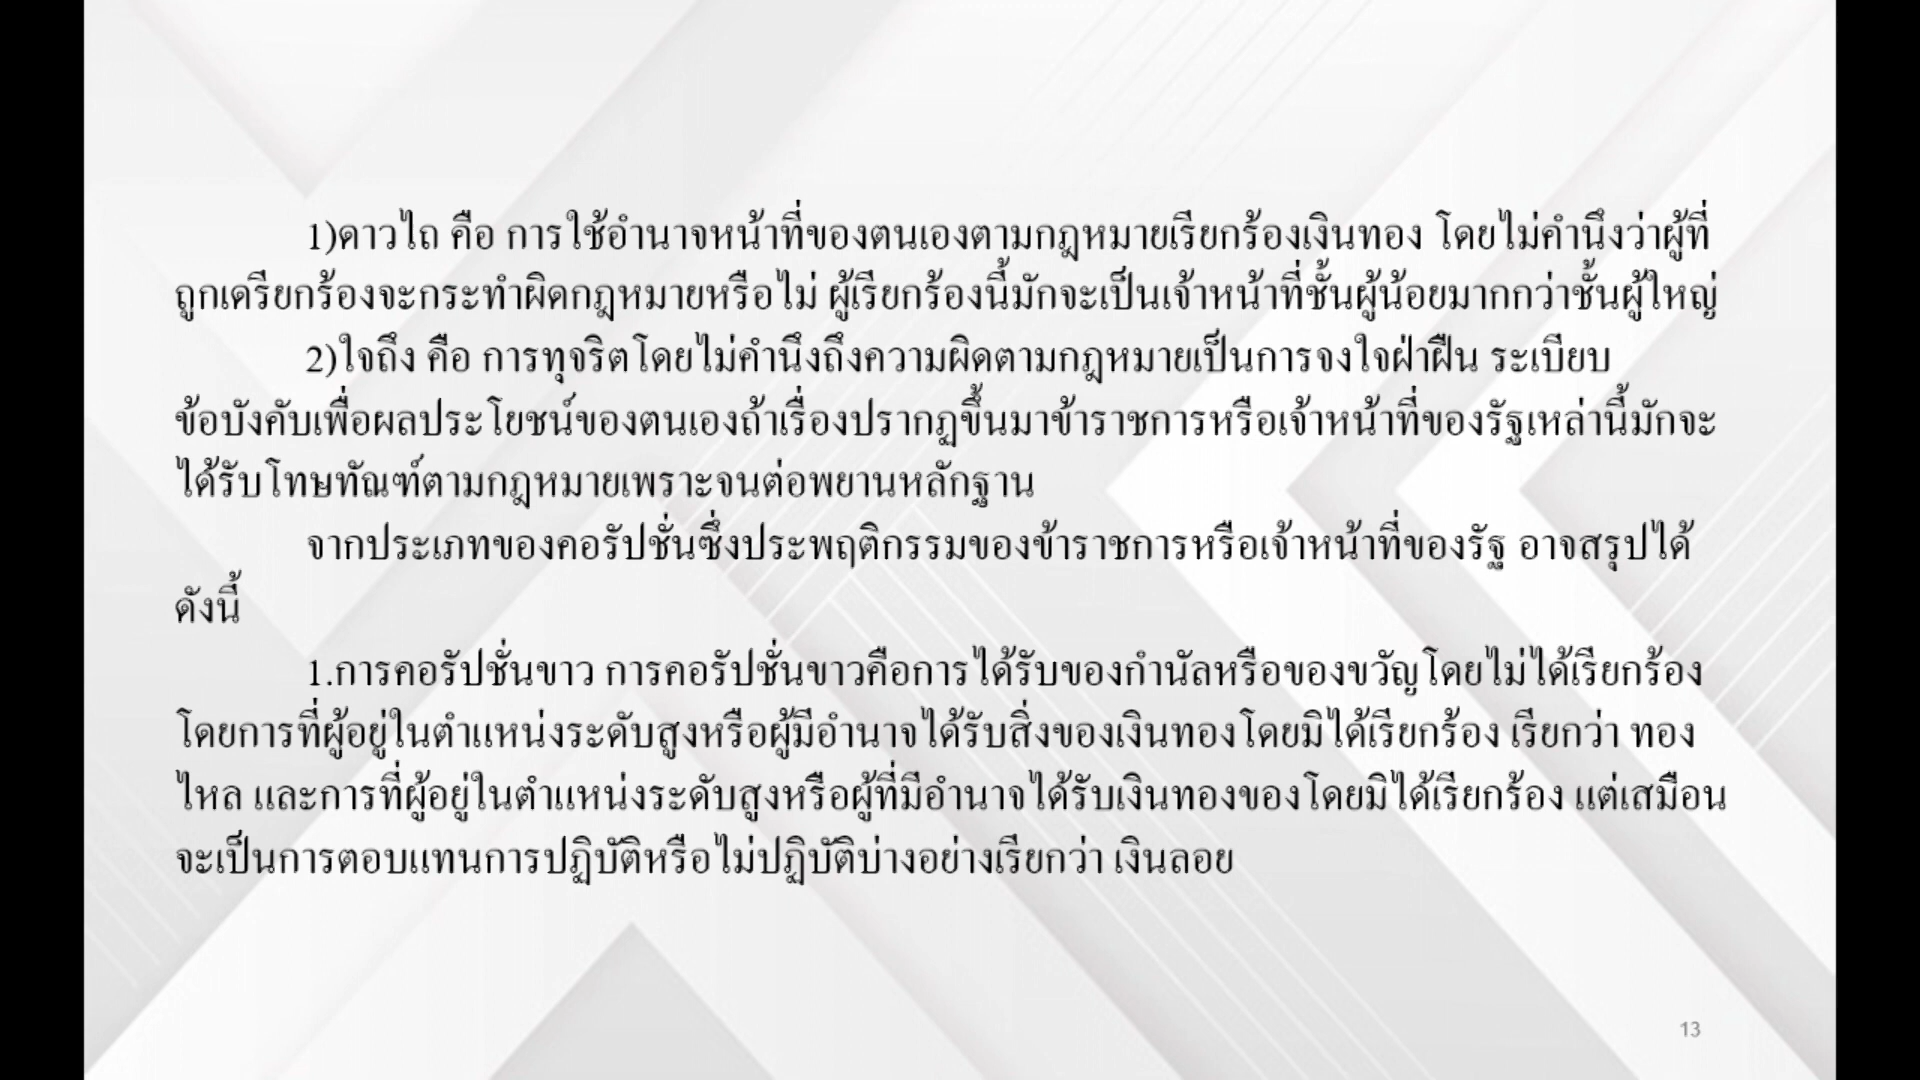 1)ดาวไถ คือ การใช้อำนาจหน้าที่ของตนเองตามกฎหมายเรียกร้องเงินทอง โดยไม่คำนึงว่าผู้ที่
ถูกเดรียกร้องจะกระทำผิดกฎหมายหรือไม่ ผู้เรียกร้องนี้มักจะเป็นเจ้าหน้าที่ชั้นผู้น้อยมากกว่าชั้นผู้ใหญ่
2)ใจถึง คือ การทุจริตโดยไม่คำนึงถึงความผิดตามกฎหมายเป็นการจงใจฝ่าฝืน ระเบียบ
ข้อบังคับเพื่อผลประโยชน์ของตนเองถ้าเรื่องปรากฏขึ้นมาข้าราชการหรือเจ้าหน้าที่ของรัฐเหล่านี้มักจะ
ได้รับโทษทัณฑ์ตามกฎหมายเพราะจนต่อพยานหลักฐาน
จากประเภทของคอรัปชั่นซึ่งประพฤติกรรมของข้าราชการหรือเจ้าหน้าที่ของรัฐ อาจสรุปได้
ดังนี้
1.การคอรัปชั่นขาว การคอรัปชั่นขาวคือการได้รับของกำนัลหรือของขวัญโดยไม่ได้เรียกร้อง
โดยการที่ผู้อยู่ในตำแหน่งระดับสูงหรือผู้มีอำนาจได้รับสิ่งของเงินทองโดยมิได้เรียกร้อง เรียกว่า ทอง
ไหล และการที่ผู้อยู่ในตำแหน่งระดับสูงหรือผู้ที่มีอำนาจได้รับเงินทองของโดยมิได้เรียกร้อง แต่เสมือน
จะเป็นการตอบแทนการปฏิบัติหรือไม่ปฏิบัติบ่างอย่างเรียกว่า เงินลอย
13